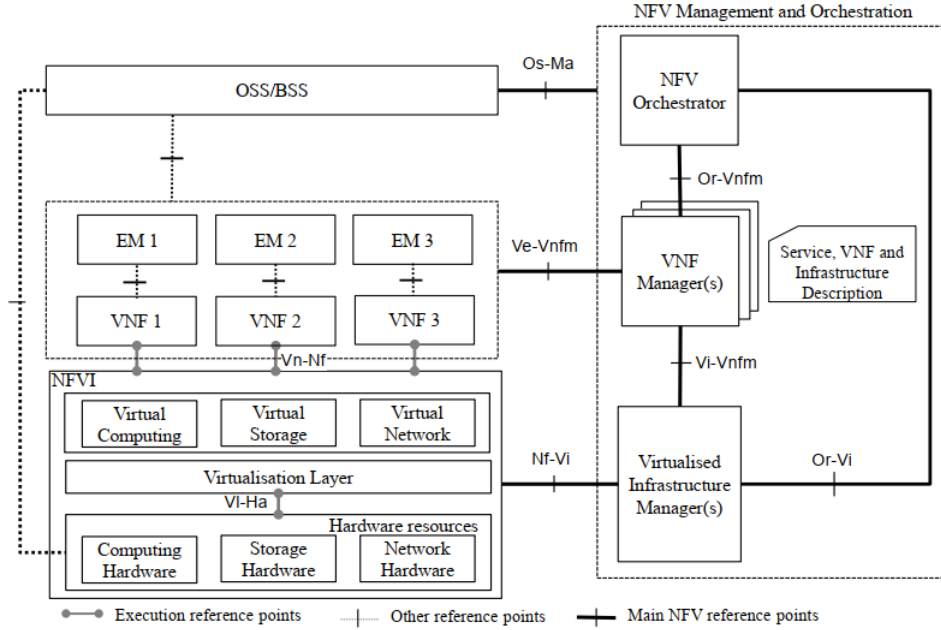 NFV Management and Orchestration
Os-Ma
OSS/BSS
NFV
Orchestrator
Or-Vnfm
EM 1
EM 2
EM 3
Ve-Vnfm
VNF
Manager(s)
Service, VNF and
Infrastructure
Description
VNF 1
VNF 2
VNF 3
Vn-Nf
Vi-Vnfm
NFVI
Virtual
Computing
Virtual
Storage
Virtual
Network
Nf-Vi
Virtualised
Infrastructure
Manager(s)
Or-Vi
Virtualisation Layer
Vl-Ha
Hardware resources
Computing
Hardware
Storage
Hardware
Network
Hardware
Execution reference points
Other reference points
Main NFV reference points